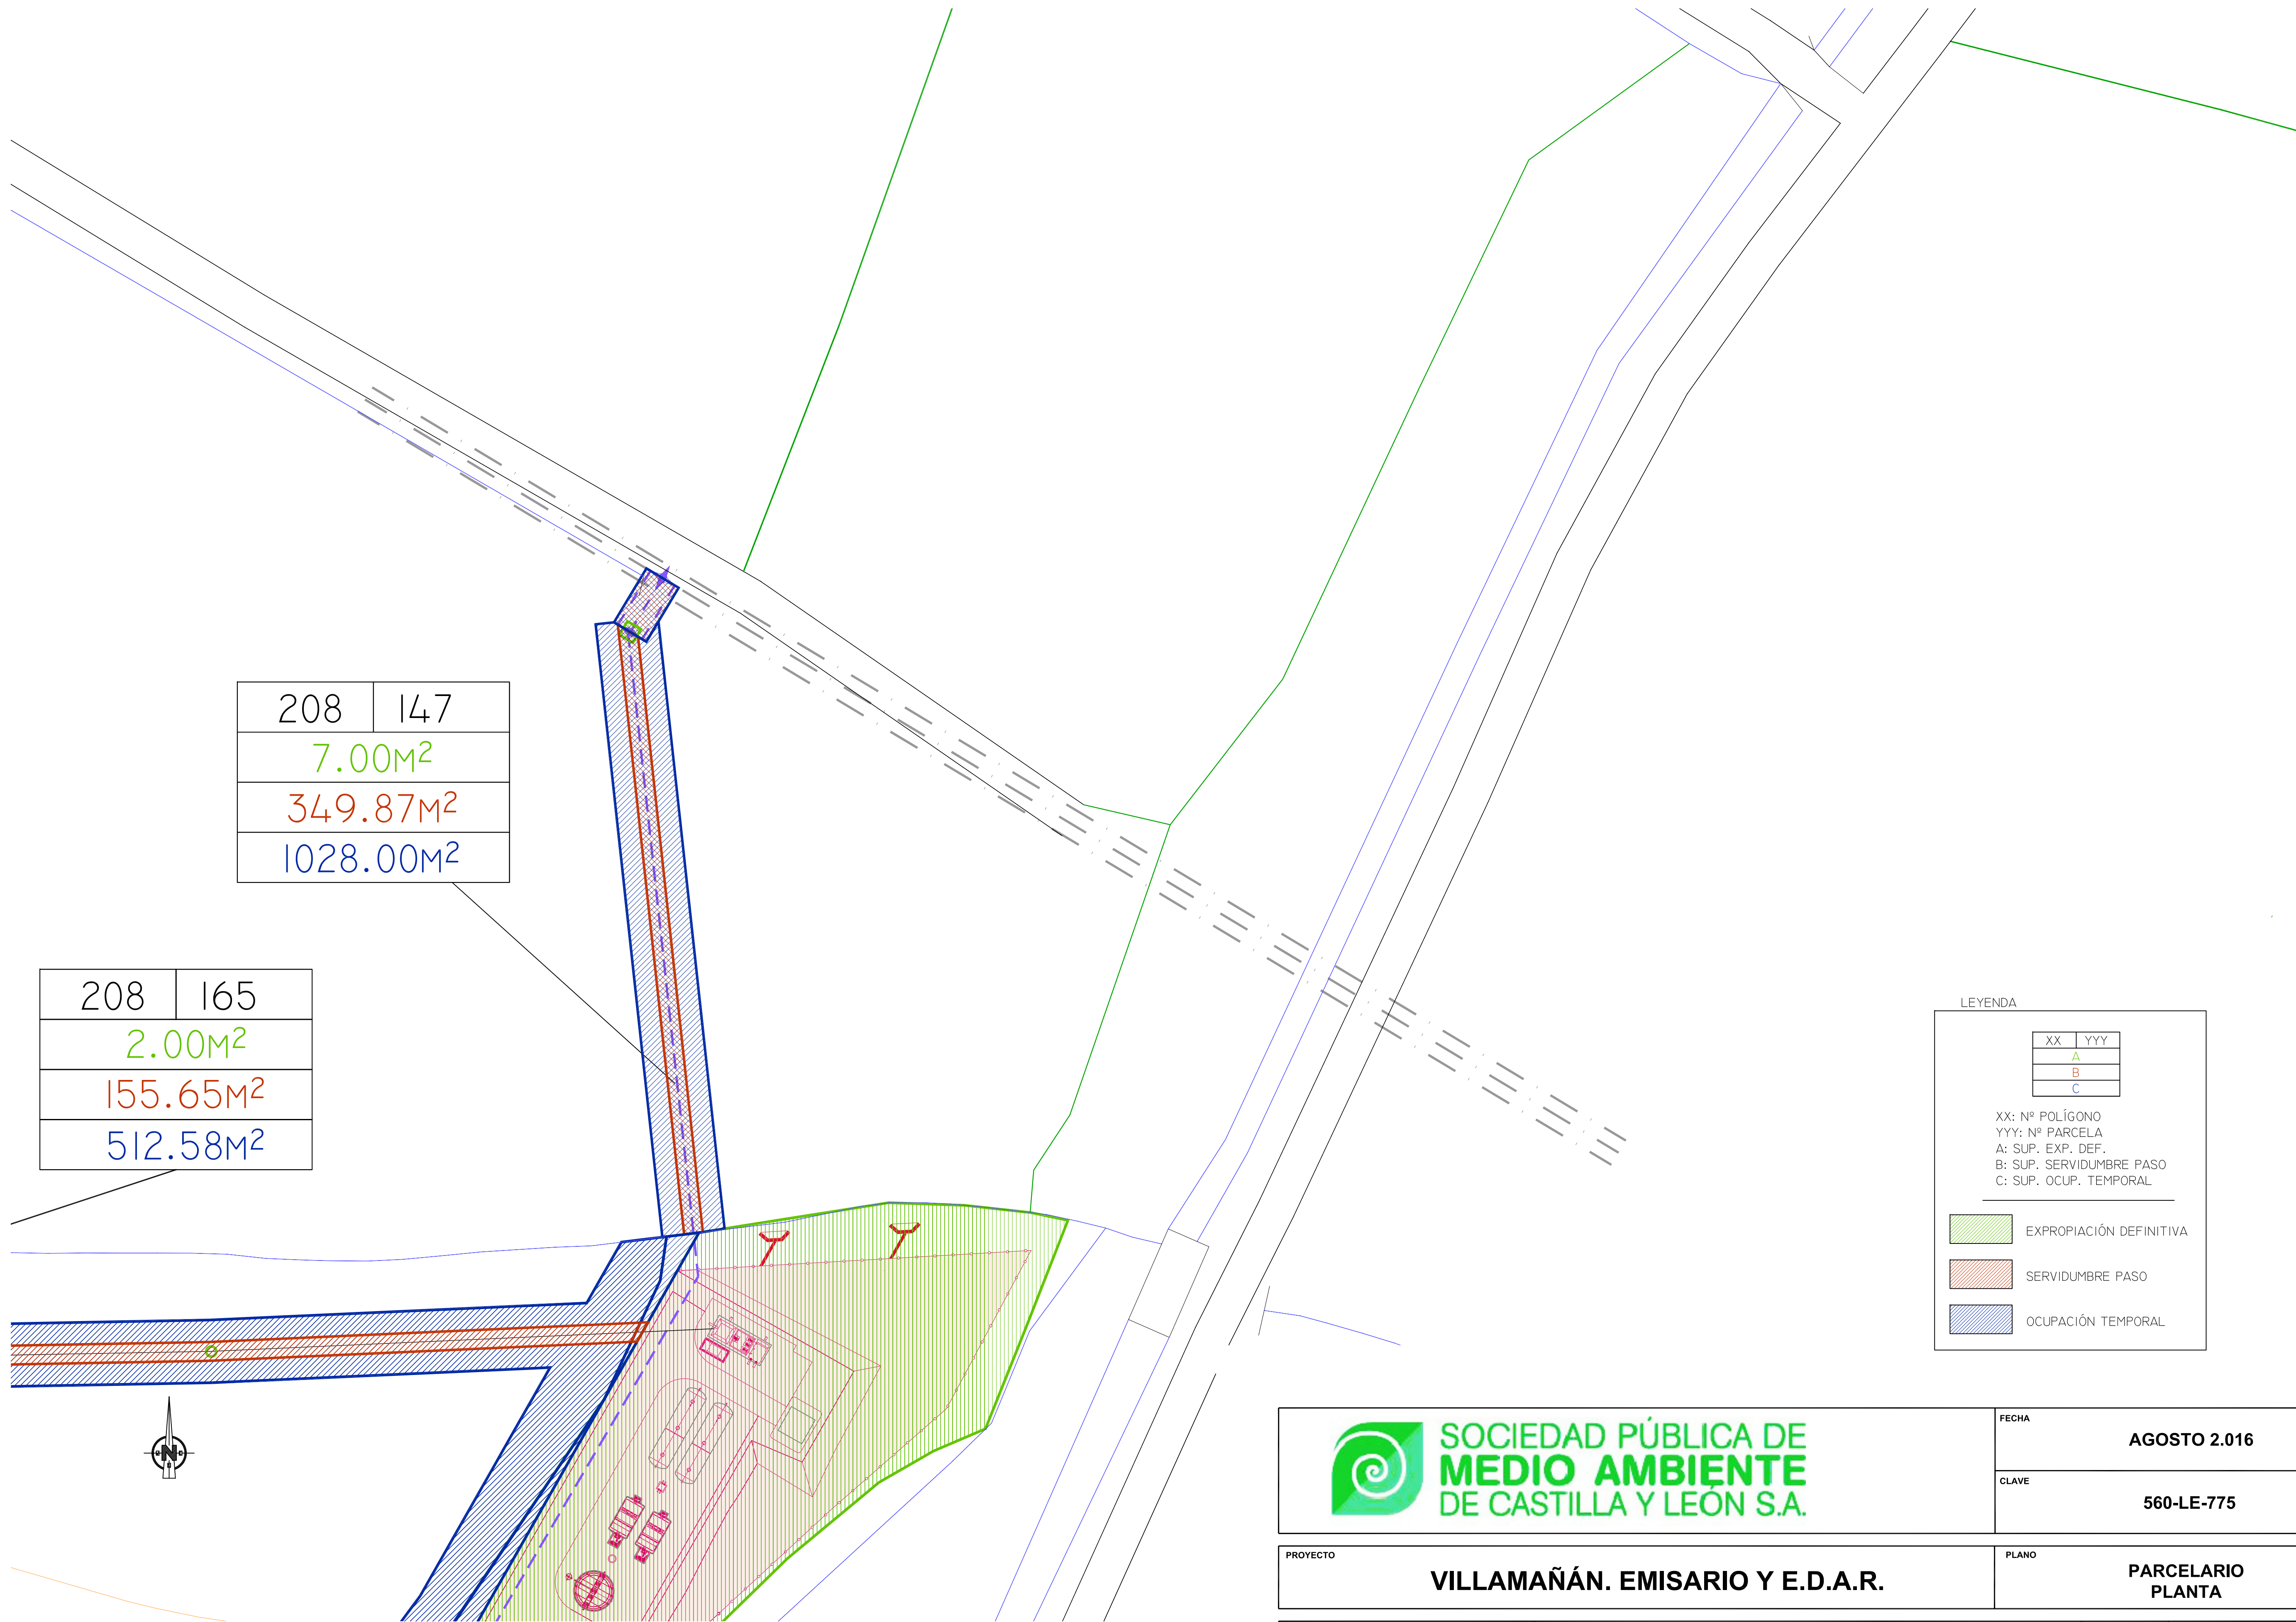 208 147
7.00M²
349.87M²
1028.00M²
208 165
2.00M²
155.65M²
512.58M²
N
LEYENDA
XX YYY
A
B
C
XX: Nº POLÍGONO
YYY: Nº PARCELA
A: SUP. EXP. DEF.
B: SUP. SERVIDUMBRE PASO
C: SUP. OCUP. TEMPORAL
EXPROPIACIÓN DEFINITIVA
SERVIDUMBRE PASO
OCUPACIÓN TEMPORAL
SOCIEDAD PÚBLICA DE
MEDIO AMBIENTE
DE CASTILLA Y LEÓN S.A.
FECHA
AGOSTO 2.016
CLAVE
560-LE-775
PROYECTO
VILLAMAÑÁN. EMISARIO Y E.D.A.R.
PLANO
PARCELARIO
PLANTA